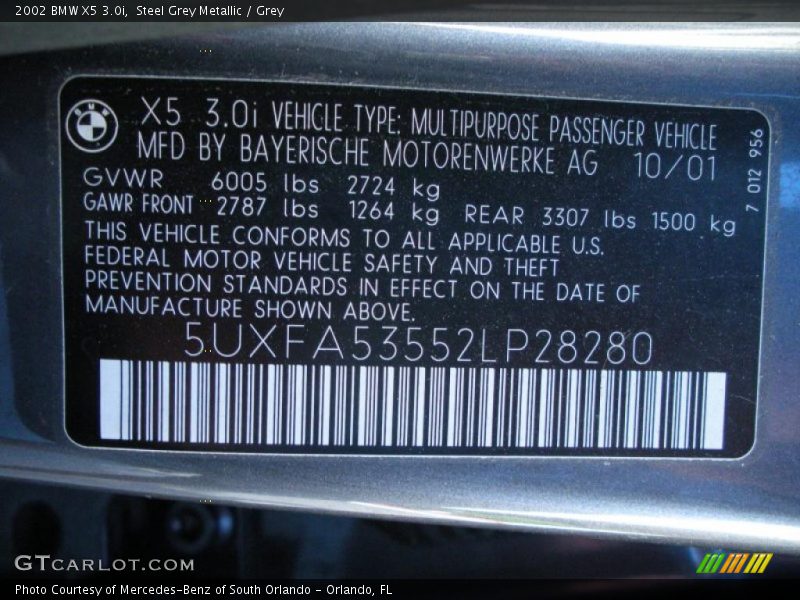 2002 BMW X5 3.0i, Steel Grey Metallic / Grey
BMW
X5 3.0i VEHICLE TYPE: MULTIPURPOSE PASSENGER VEHICLE
MFD BY BAYERISCHE MOTORENWERKE AG 10/01
7 012 956
GVWR 6005 lbs 2724 kg
GAWR FRONT 2787 lbs 1264 kg REAR 3307 lbs 1500 kg
THIS VEHICLE CONFORMS TO ALL APPLICABLE U.S.
FEDERAL MOTOR VEHICLE SAFETY AND THEFT
PREVENTION STANDARDS IN EFFECT ON THE DATE OF
MANUFACTURE SHOWN ABOVE.
5UXFA53552LP28280
GTCARLOT.COM
Photo Courtesy of Mercedes-Benz of South Orlando - Orlando, FL